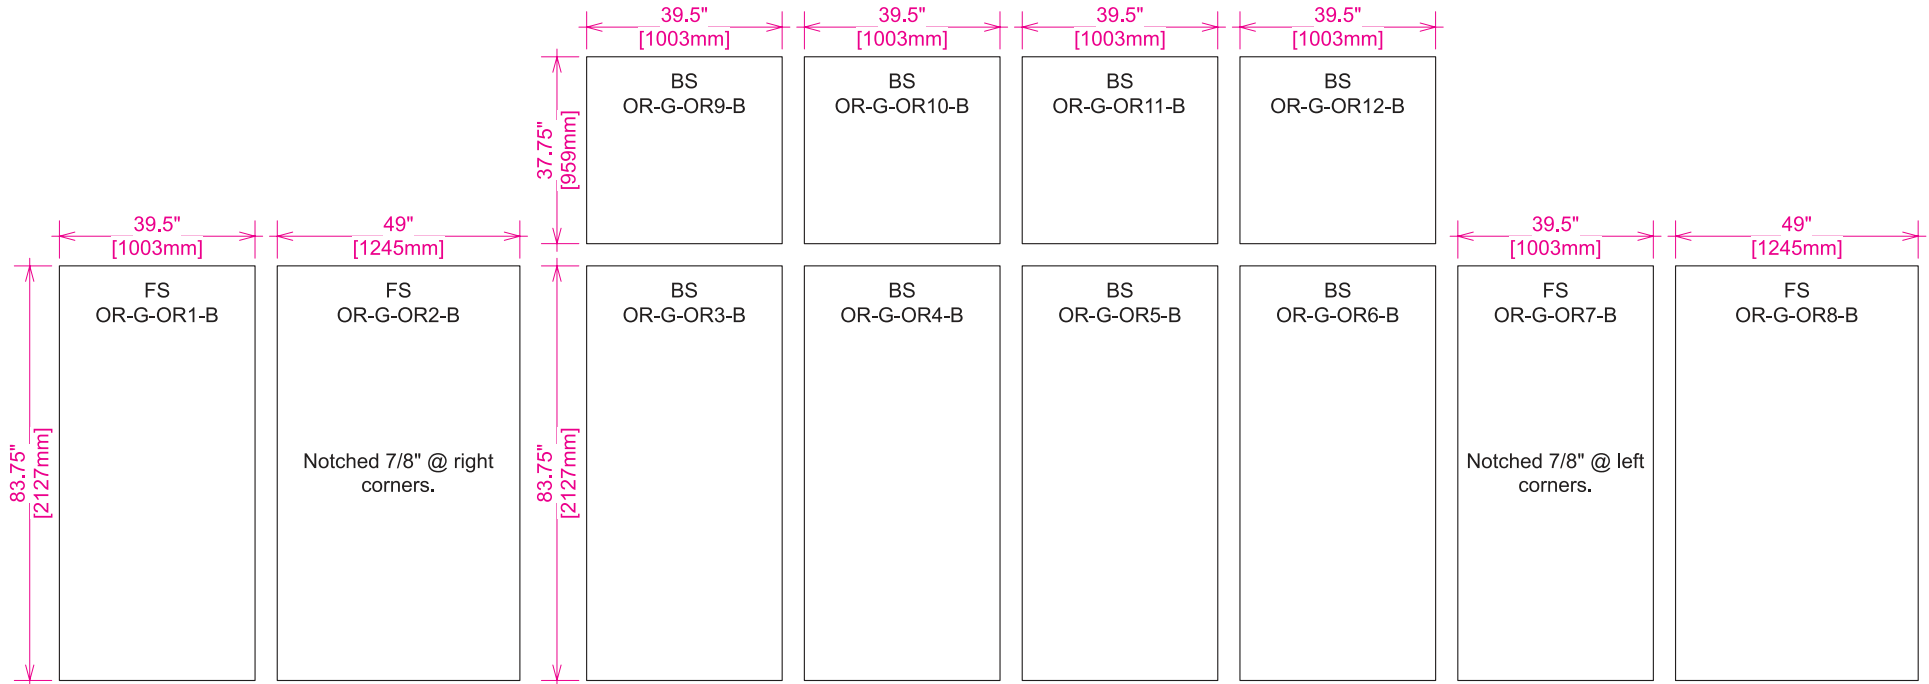 39.5"
[1003mm]
39.5"
[1003mm]
39.5"
[1003mm]
39.5"
[1003mm]
37.75"
[959mm]
BS
OR-G-OR9-B
BS
OR-G-OR10-B
BS
OR-G-OR11-B
BS
OR-G-OR12-B
39.5"
[1003mm]
49"
[1245mm]
39.5"
[1003mm]
49"
[1245mm]
83.75"
[2127mm]
FS
OR-G-OR1-B
FS
OR-G-OR2-B
Notched 7/8" @ right
corners.
83.75"
[2127mm]
BS
OR-G-OR3-B
BS
OR-G-OR4-B
BS
OR-G-OR5-B
BS
OR-G-OR6-B
FS
OR-G-OR7-B
Notched 7/8" @ left
corners.
FS
OR-G-OR8-B